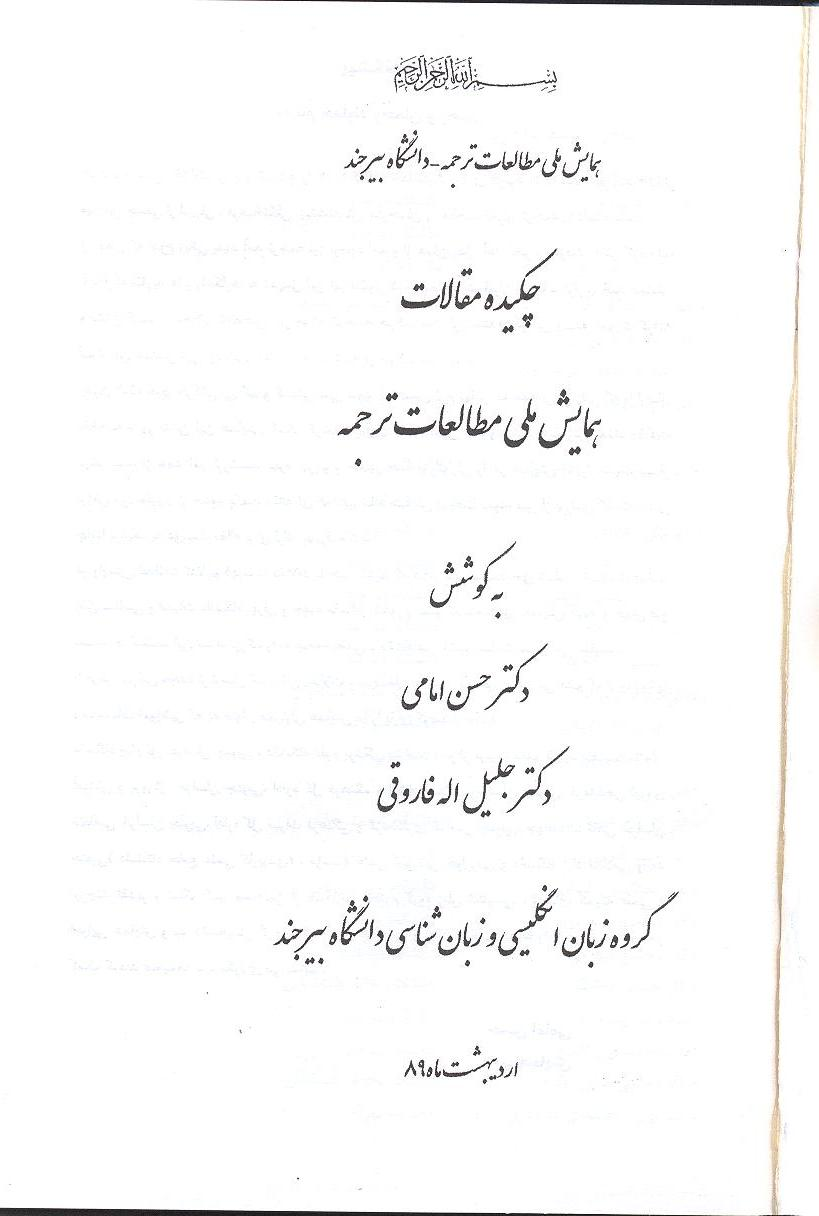 بسم الله الرحمن الرحیم
همایش ملی مطالعات ترجمه - دانشگاه بیرجند
چکیده مقالات
همایش ملی مطالعات ترجمه
به کوشش
دکتر حسن امامی
دکتر جلیل اله فاروقی
گروه زبان انگلیسی و زبان شناسی دانشگاه بیرجند
اردیبهشت ماه ۸۹